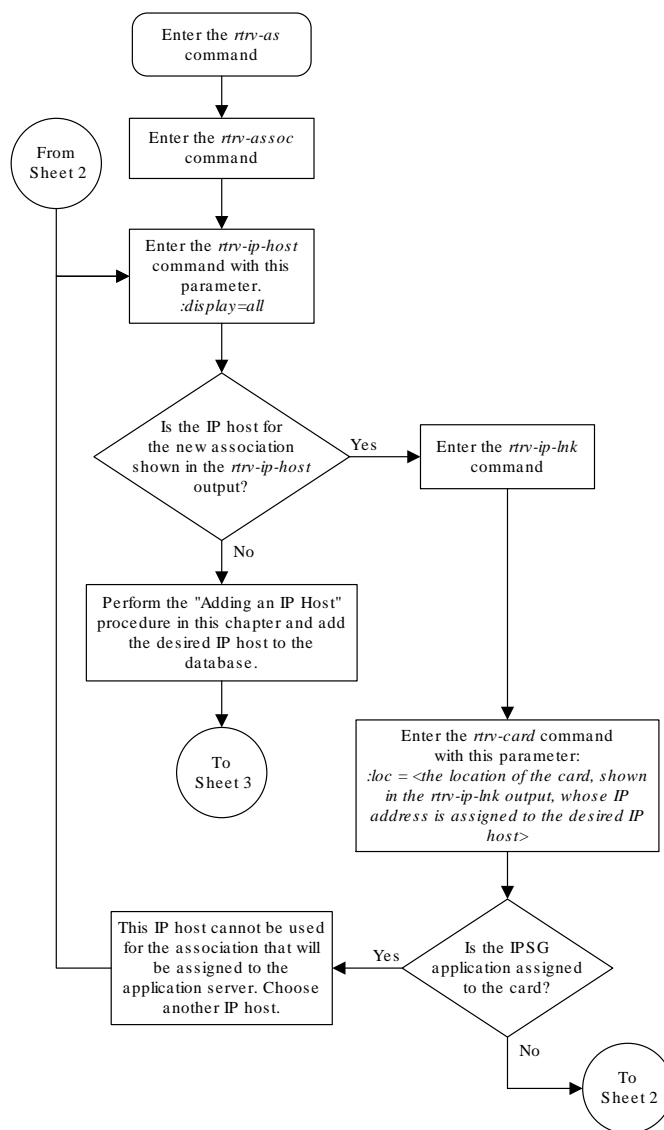 Enter the rtrv-as
command
Enter the rtrv-assoc
command
From
Sheet 2
Enter the rtrv-ip-host
command with this
parameter.
:display=all
Is the IP host for
the new association
shown in the rtrv-ip-host
output?
Yes
Enter the rtrv-ip-lnk
command
No
Perform the "Adding an IP Host"
procedure in this chapter and add
the desired IP host to the
database.
To
Sheet 3
Enter the rtrv-card command
with this parameter:
:loc = <the location of the card, shown
in the rtrv-ip-lnk output, whose IP
address is assigned to the desired IP
host>
Is the IPSG
application assigned
to the card?
Yes
This IP host cannot be used
for the association that will
be assigned to the
application server. Choose
another IP host.
No
To
Sheet 2